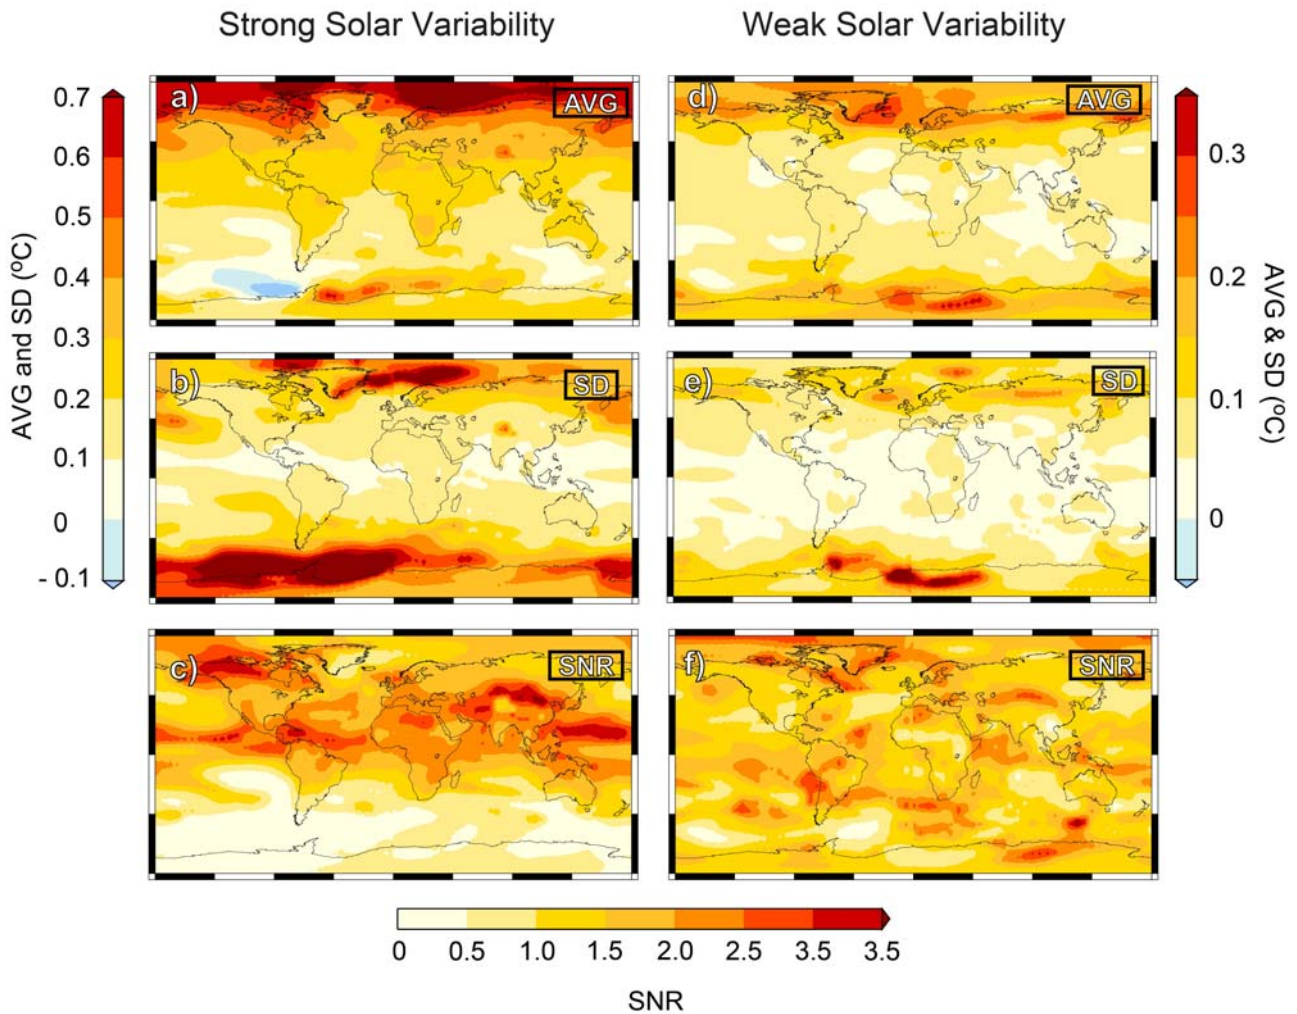 Strong Solar Variability
Weak Solar Variability
a)
AVG
d)
AVG
0.7
0.6
0.5
0.4
0.3
0.2
0.1
0
- 0.1
AVG and SD (ºC)
0.3
0.2
0.1
0
AVG & SD (ºC)
b)
SD
e)
SD
c)
SNR
f)
SNR
0 0.5 1.0 1.5 2.0 2.5 3.5 3.5
SNR